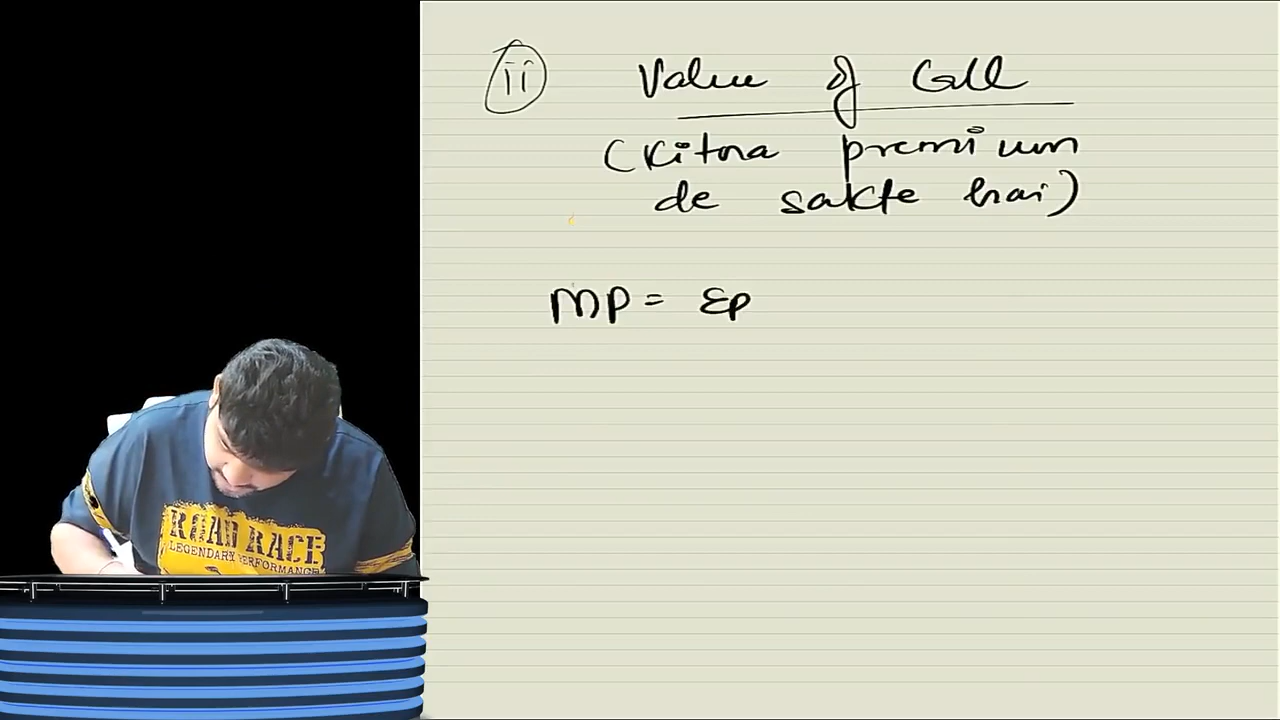 ii Value of Call
(Kitna premium
de sakte hai)
MP = EP
ROAD RACE
LEGENDARY PERFORMANCE